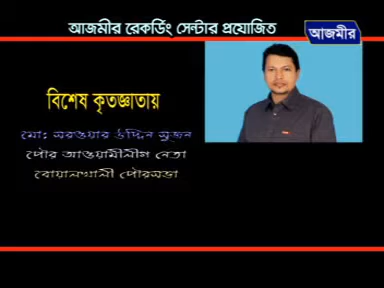 আজমীর রেকর্ডিং সেন্টার প্রযোজিত
আজমীর
বিশেষ কৃতজ্ঞতায়
মোঃ সরওয়ার উদ্দিন সুজন
পৌর আওয়ামীলীগ নেতা
বোয়ালখালী পৌরসভা